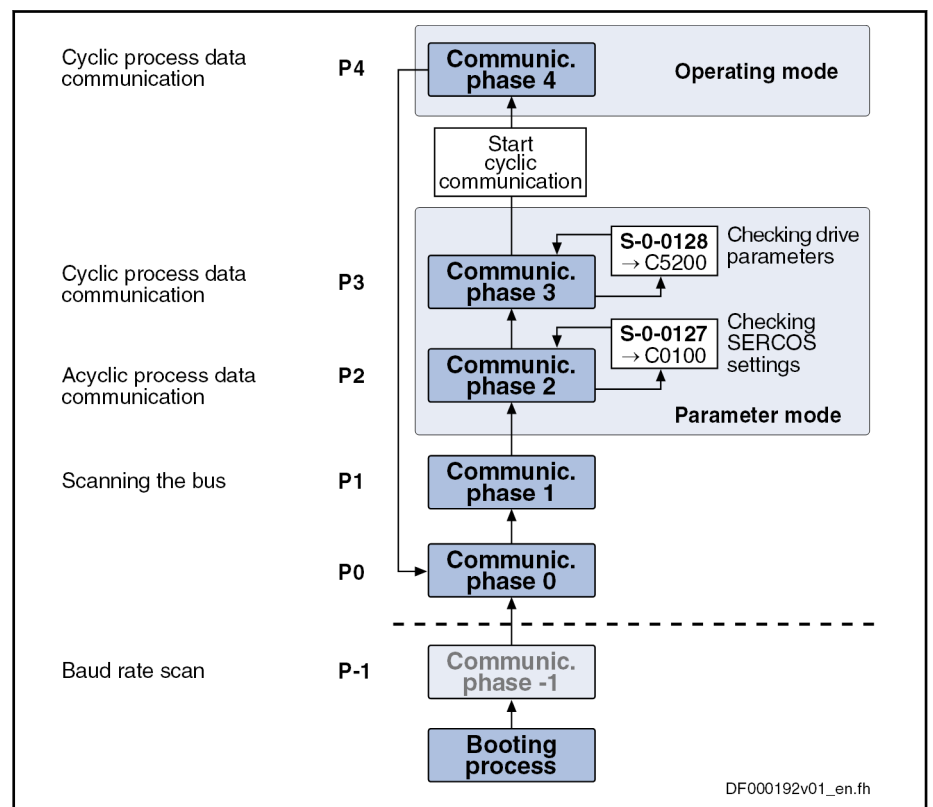 Cyclic process data
communication
P4
Communic.
phase 4
Operating mode
Start
cyclic
communication
Cyclic process data
communication
P3
Communic.
phase 3
S-0-0128
→ C5200
Checking drive
parameters
Acyclic process data
communication
P2
Communic.
phase 2
S-0-0127
→ C0100
Checking
SERCOS
settings
Parameter mode
Scanning the bus
P1
Communic.
phase 1
P0
Communic.
phase 0
Baud rate scan
P-1
Communic.
phase -1
Booting
process
DF000192v01_en.fh